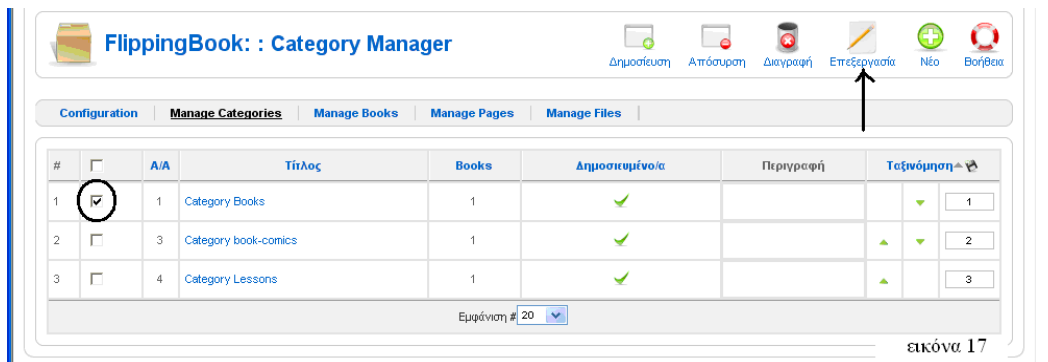 FlippingBook: : Category Manager
Δημοσίευση Απόσυρση Διαγραφή Επεξεργασία Νέο Βοήθεια
Configuration Manage Categories Manage Books Manage Pages Manage Files
# Α/Α Τίτλος Books Δημοσιευμένο/α Περιγραφή Ταξινόμηση
1 1 Category Books 1 1
2 3 Category book-comics 1 2
3 4 Category Lessons 1 3
Εμφάνιση # 20
εικόνα 17